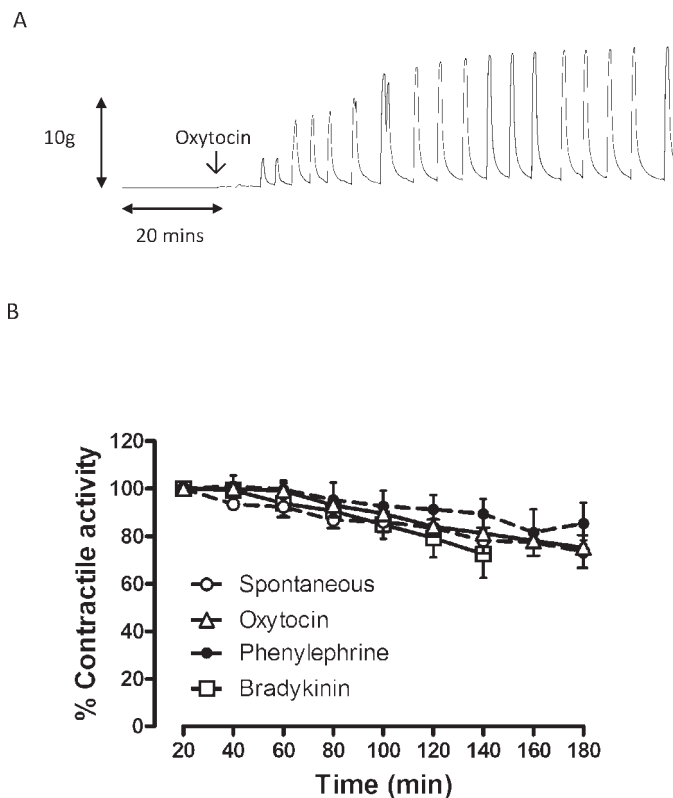 A
10g
Oxytocin
20 mins
B
% Contractile activity
120
100
80
60
40
20
0
Spontaneous
Oxytocin
Phenylephrine
Bradykinin
20 40 60 80 100 120 140 160 180
Time (min)